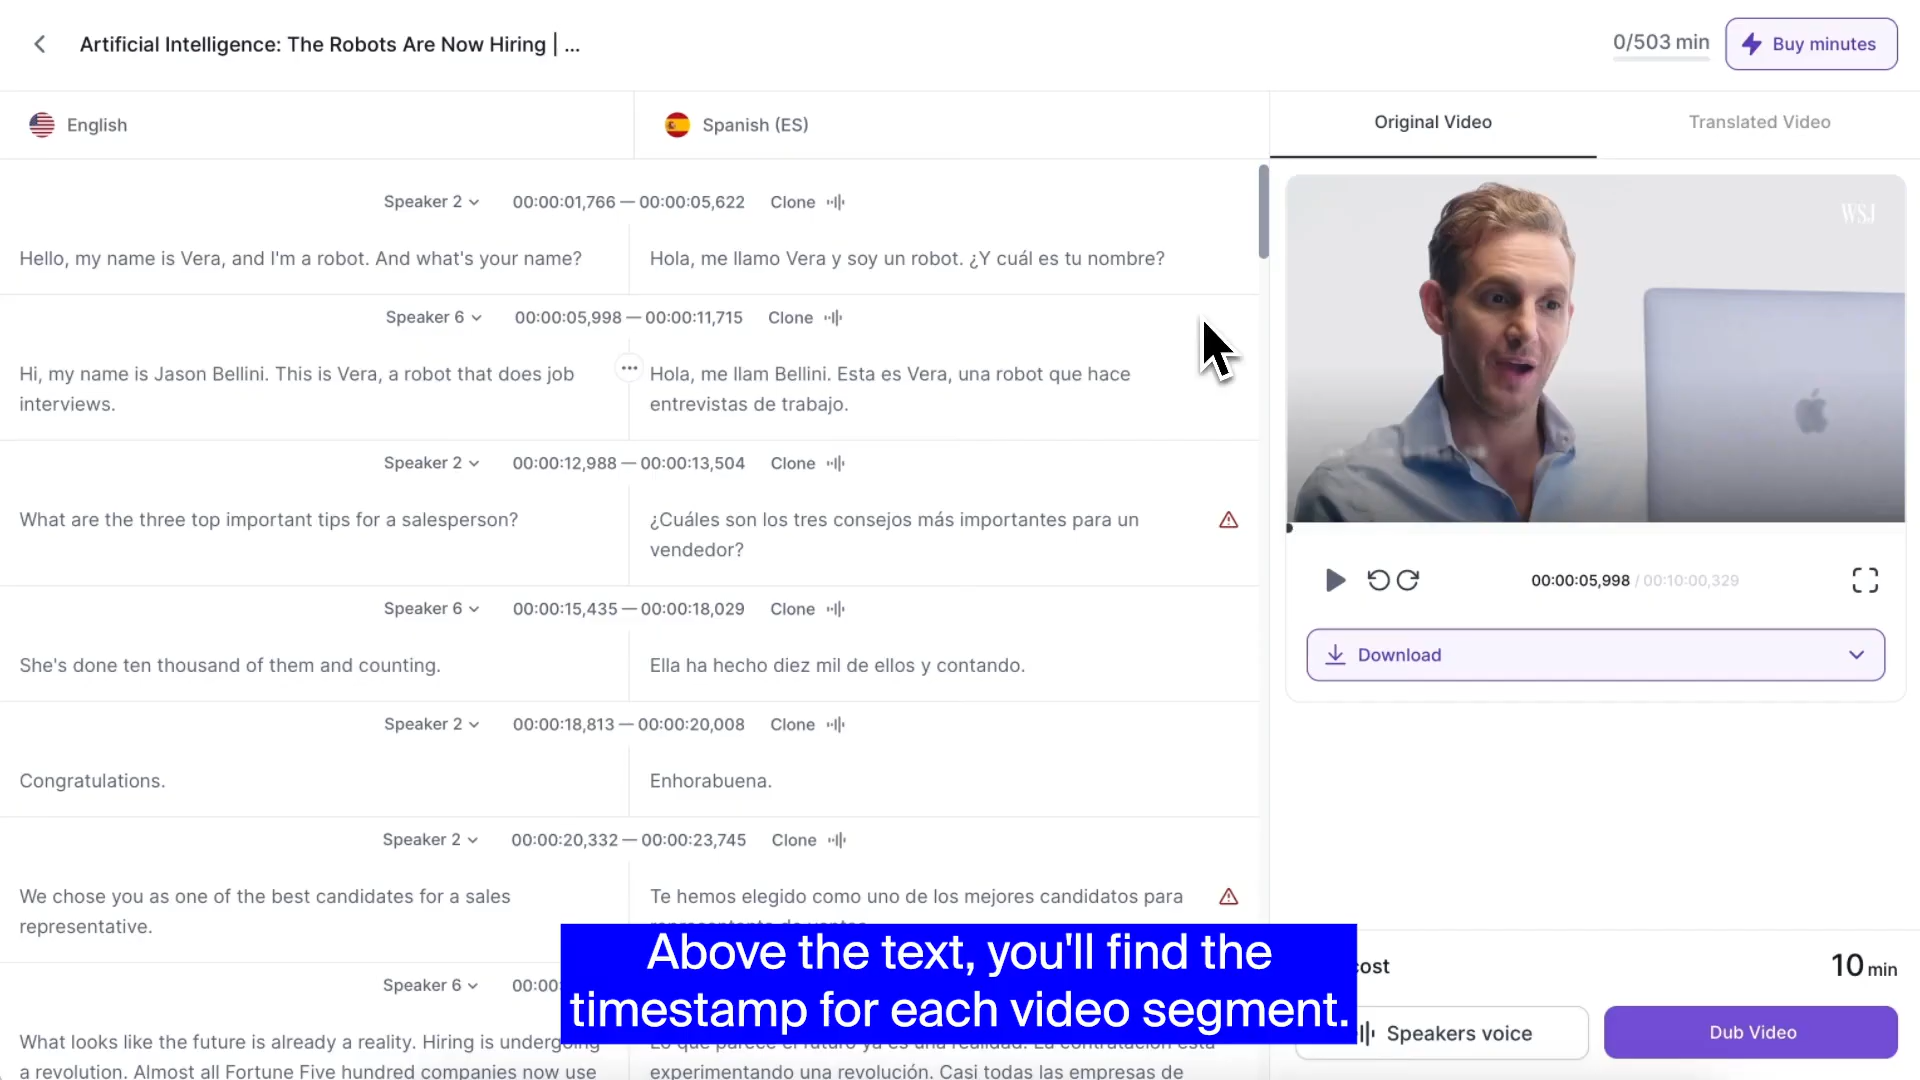 Artificial Intelligence: The Robots Are Now Hiring | ...
0/503 min
Buy minutes
English
Spanish (ES)
Original Video
Translated Video
Speaker 2
00:00:01,766 — 00:00:05,622
Clone
Hello, my name is Vera, and I'm a robot. And what's your name?
Hola, me llamo Vera y soy un robot. ¿Y cuál es tu nombre?
WSJ
Speaker 6
00:00:05,998 — 00:00:11,715
Clone
Hi, my name is Jason Bellini. This is Vera, a robot that does job
interviews.
Hola, me llam Bellini. Esta es Vera, una robot que hace
entrevistas de trabajo.
Speaker 2
00:00:12,988 — 00:00:13,504
Clone
What are the three top important tips for a salesperson?
¿Cuáles son los tres consejos más importantes para un
vendedor?
00:00:05,998 / 00:10:00,329
Download
Speaker 6
00:00:15,435 — 00:00:18,029
Clone
She's done ten thousand of them and counting.
Ella ha hecho diez mil de ellos y contando.
Speaker 2
00:00:18,813 — 00:00:20,008
Clone
Congratulations.
Enhorabuena.
Speaker 2
00:00:20,332 — 00:00:23,745
Clone
We chose you as one of the best candidates for a sales
representative.
Te hemos elegido como uno de los mejores candidatos para
Above the text, you'll find the
timestamp for each video segment.
cost
10 min
Speaker 6
00:00:
What looks like the future is already a reality. Hiring is undergoing
a revolution. Almost all Fortune Five hundred companies now use
experimentando una revolución. Casi todas las empresas de
Speakers voice
Dub Video